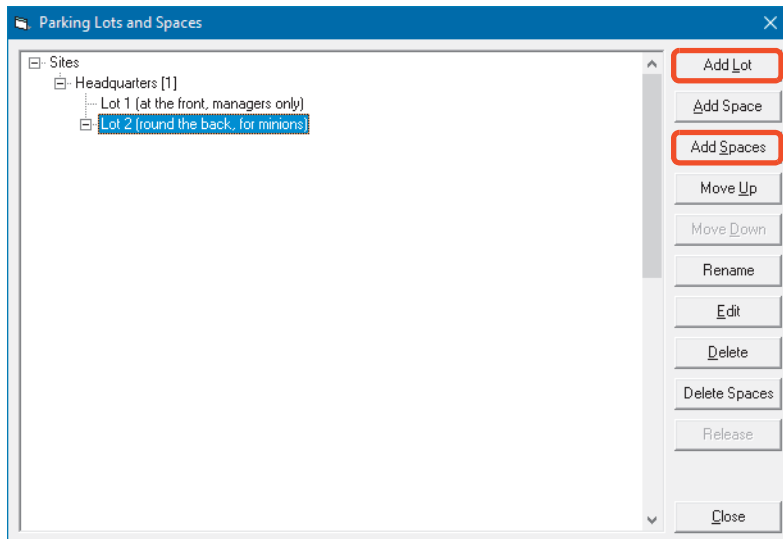 Parking Lots and Spaces
Sites
Headquarters [1]
Lot 1 (at the front, managers only)
Lot 2 (round the back, for minions)
Add Lot
Add Space
Add Spaces
Move Up
Move Down
Rename
Edit
Delete
Delete Spaces
Release
Close